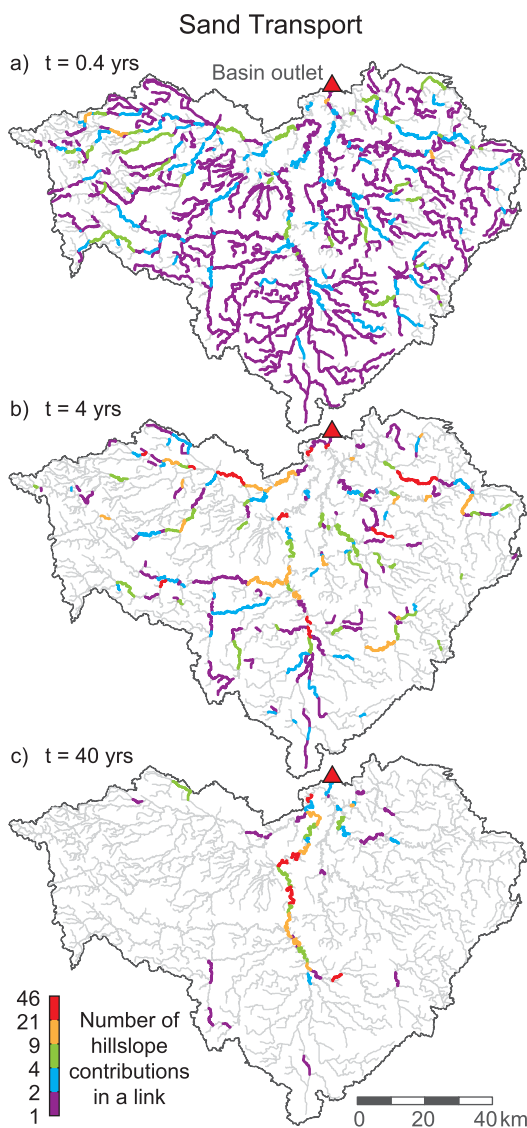 Sand Transport
a) t = 0.4 yrs
Basin outlet
b) t = 4 yrs
c) t = 40 yrs
46
21
9
4
2
1
Number of
hillslope
contributions
in a link
0 20 40 km